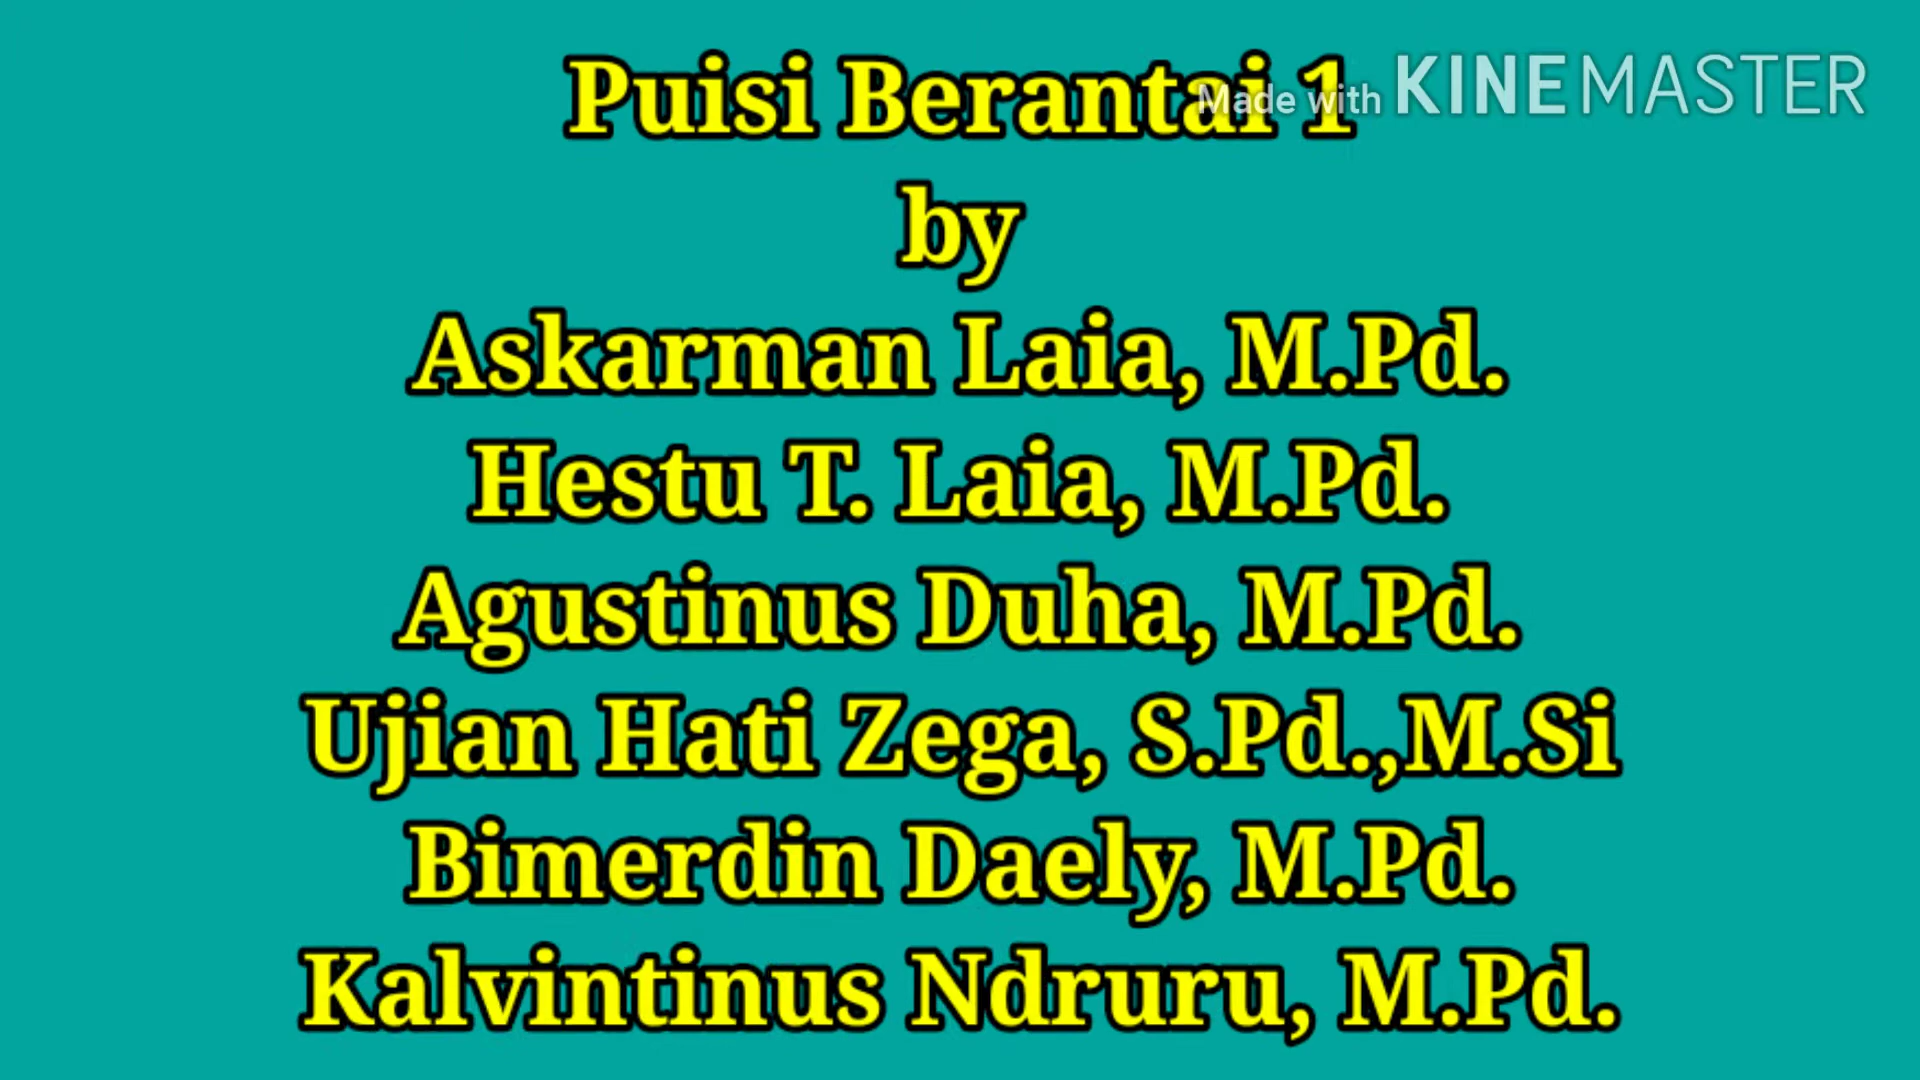 Puisi Berantai 1
Made with KINEMASTER
by
Askarman Laia, M.Pd.
Hestu T. Laia, M.Pd.
Agustinus Duha, M.Pd.
Ujian Hati Zega, S.Pd.,M.Si
Bimerdin Daely, M.Pd.
Kalvintinus Ndruru, M.Pd.